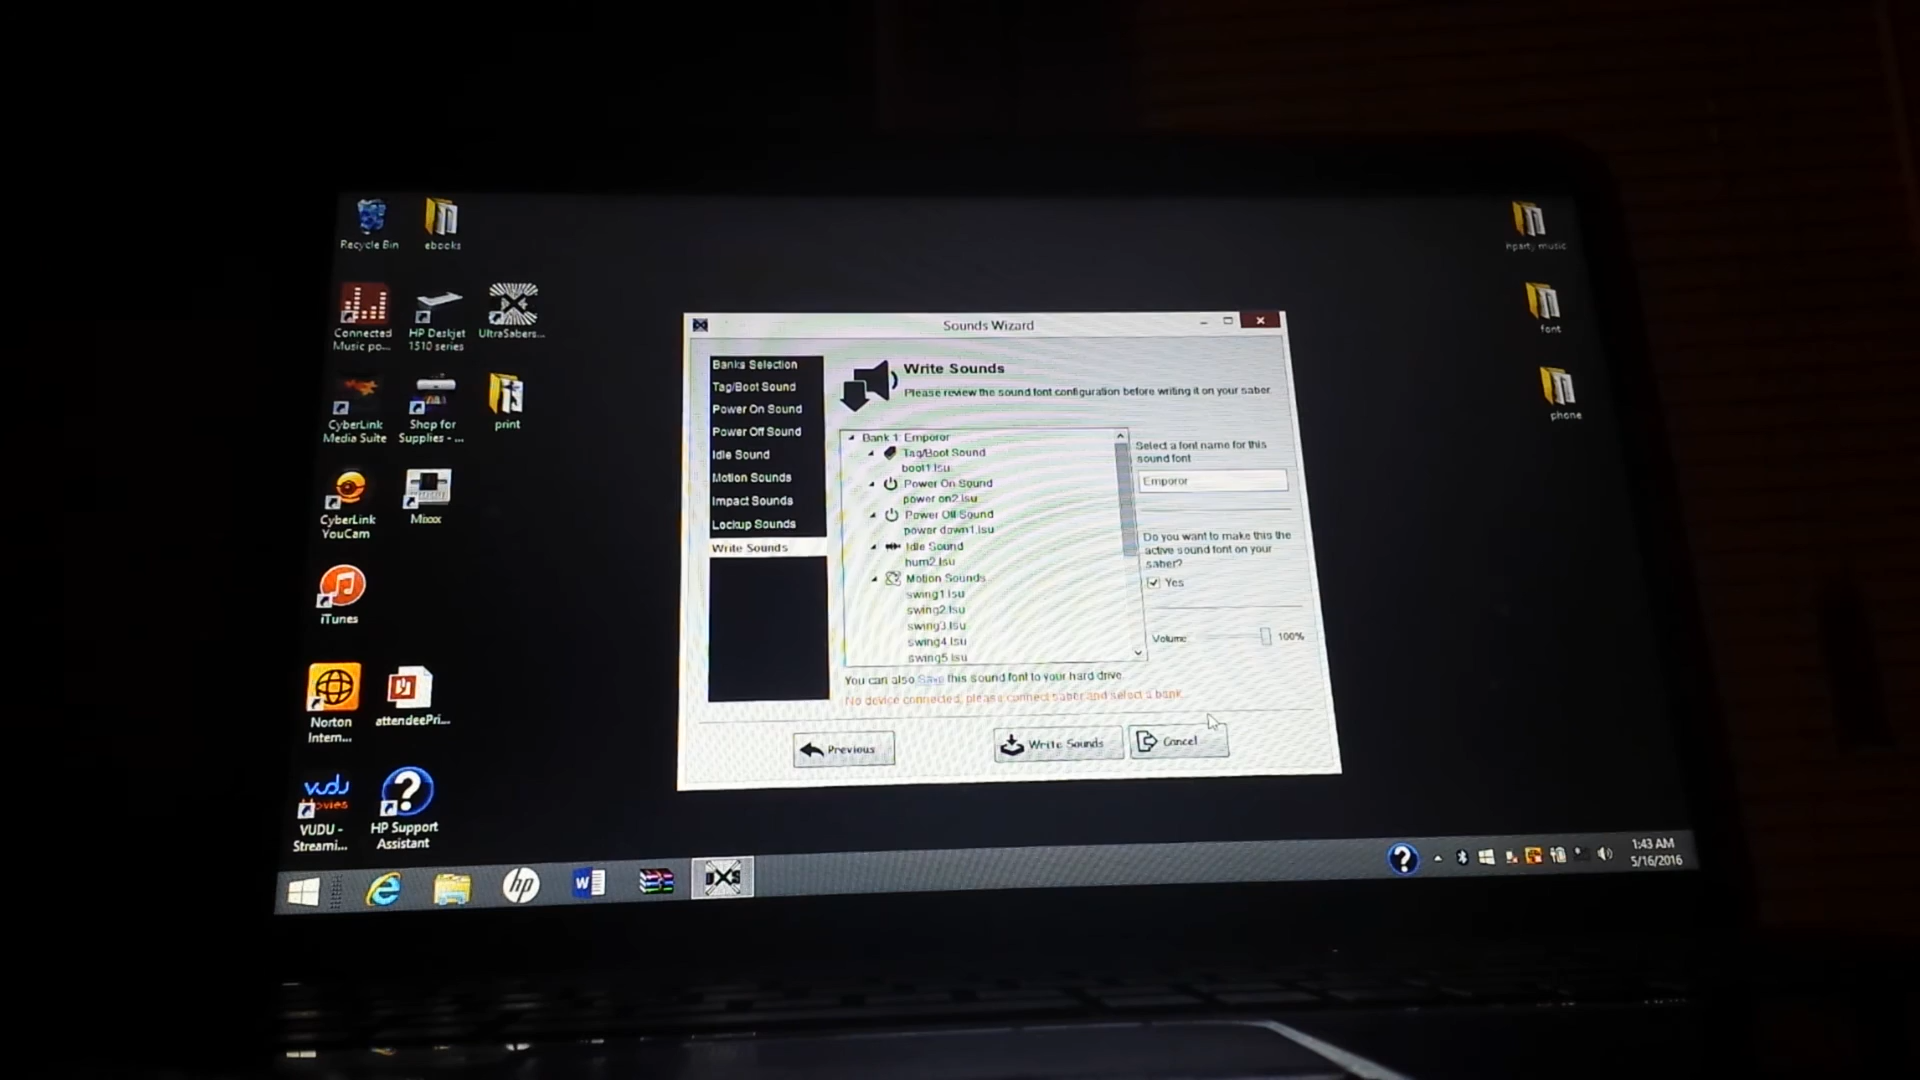 Recycle Bin
ebooks
Connected
Music po...
HP Deskjet
1510 series
UltraSabers...
CyberLink
Media Suite
Shop for
Supplies - ...
print
CyberLink
YouCam
Mixxx
iTunes
Norton
Intern...
attendeePri...
VUDU
Movies
VUDU -
Streami...
?
HP Support
Assistant
hparty music
font
phone
Sounds Wizard
Banks Selection
Tag/Boot Sound
Power On Sound
Power Off Sound
Idle Sound
Motion Sounds
Impact Sounds
Lockup Sounds
Write Sounds
Write Sounds
Please review the sound font configuration before writing it on your saber.
Bank 1: Emporor
Tag/Boot Sound
boot1.lsu
Power On Sound
power on2.lsu
Power Off Sound
power down1.lsu
Idle Sound
hum2.lsu
Motion Sounds
swing1.lsu
swing2.lsu
swing3.lsu
swing4.lsu
swing5.lsu
Select a font name for this
sound font
Emporor
Do you want to make this the
active sound font on your
saber?
Yes
Volume
100%
You can also Save this sound font to your hard drive.
No device connected, please connect saber and select a bank.
Previous
Write Sounds
Cancel
hp
W
?
1:43 AM
5/16/2016